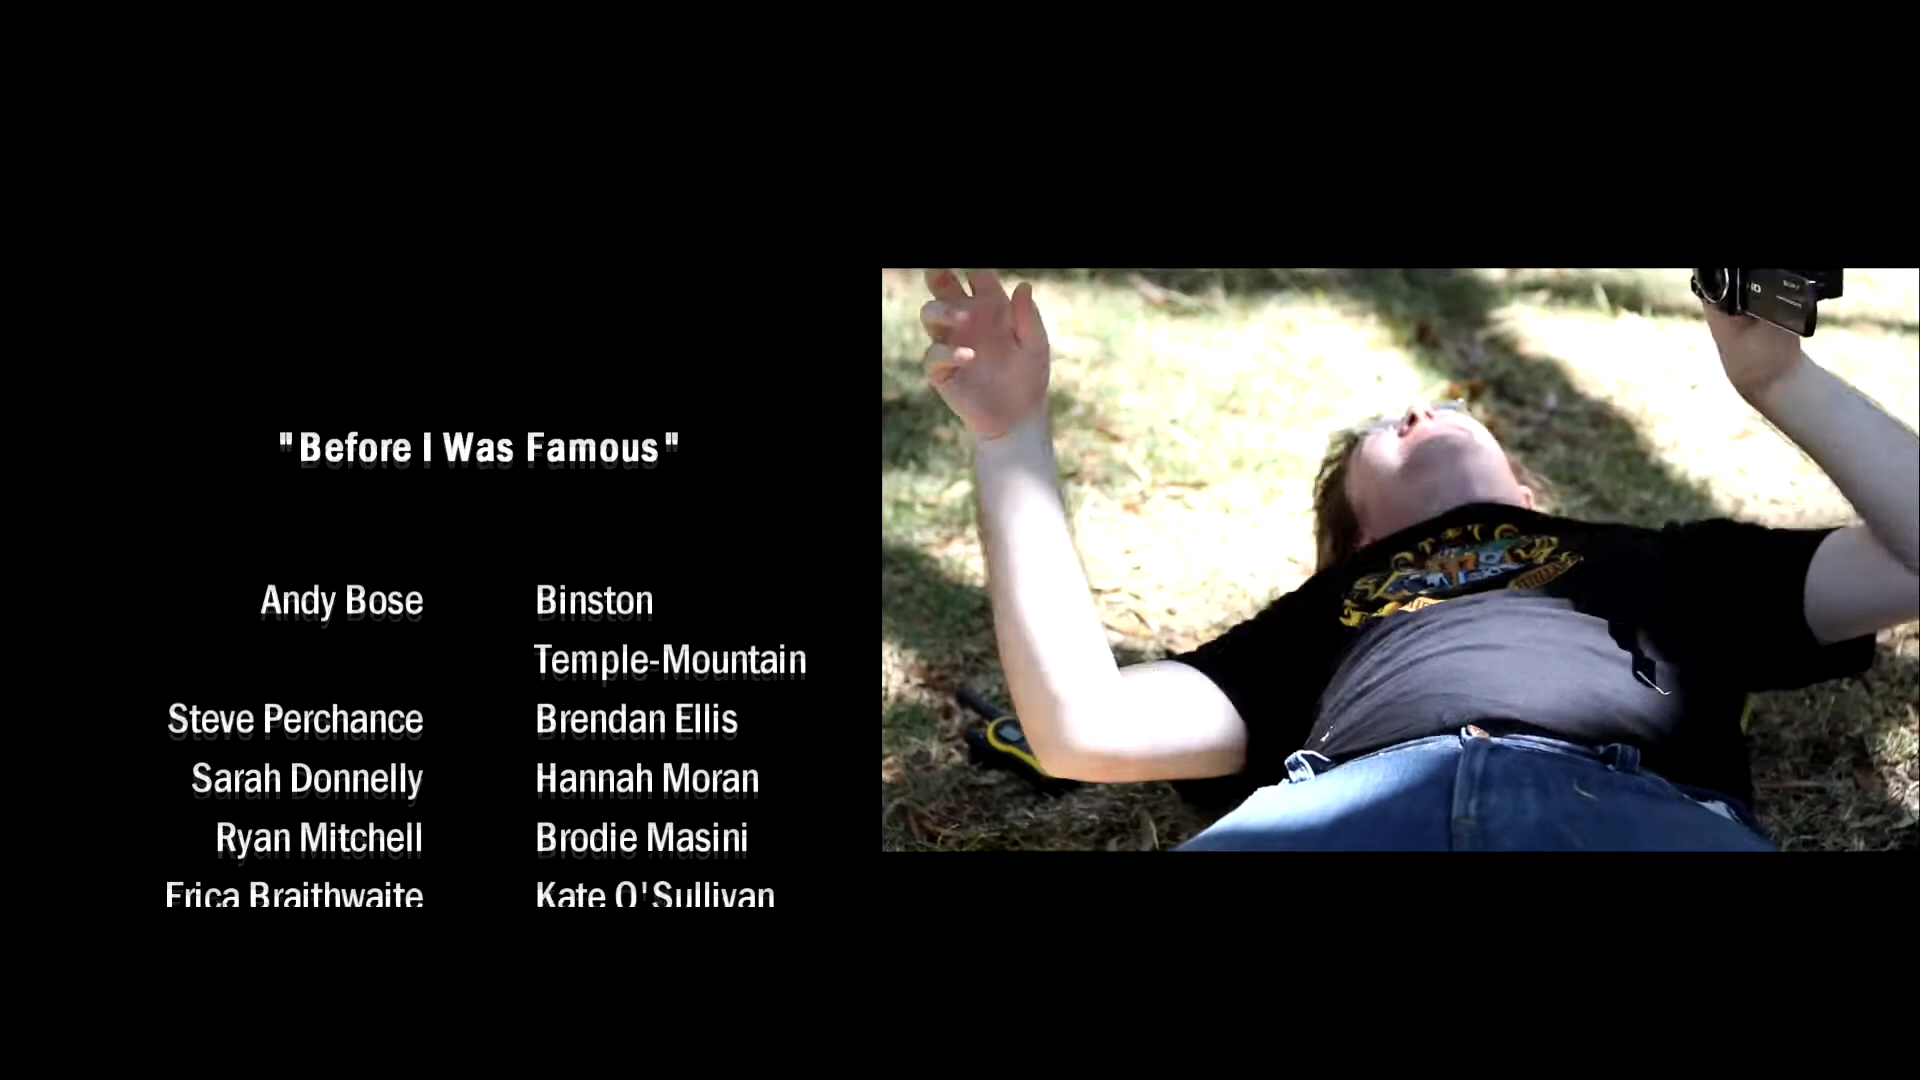 "Before I Was Famous"
Andy Bose Binston
Temple-Mountain
Steve Perchance Brendan Ellis
Sarah Donnelly Hannah Moran
Ryan Mitchell Brodie Masini
Erica Braithwaite Kate O'Sullivan